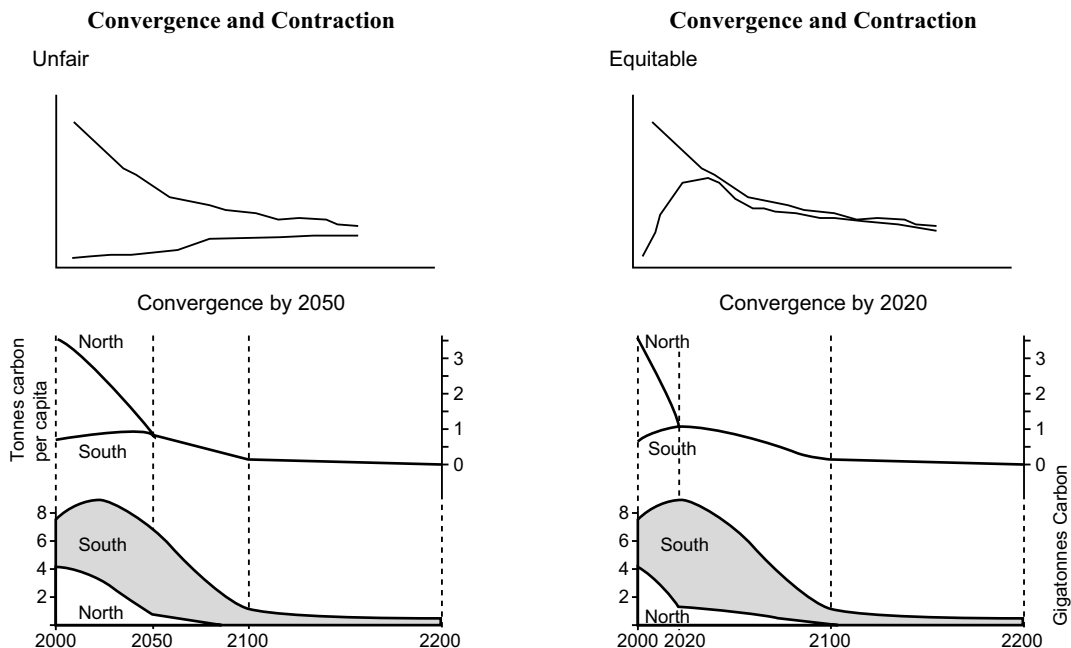 Convergence and Contraction
Unfair
Convergence by 2050
Tonnes carbon
per capita
North
South
3
2
1
0
8
6
4
2
South
North
2000
2050
2100
2200
Convergence and Contraction
Equitable
Convergence by 2020
North
South
3
2
1
0
8
6
4
2
South
North
2000
2020
2100
2200
Gigatonnes Carbon